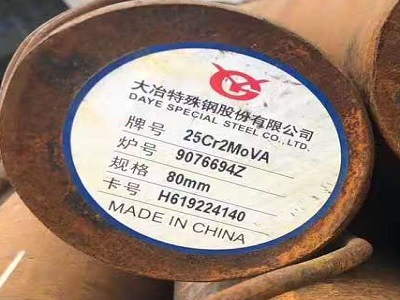 大冶特殊钢股份有限公司
DAYE SPECIAL STEEL CO., LTD.
牌号 25Cr2MoVA
炉号 9076694Z
规格 80mm
卡号 H619224140
MADE IN CHINA